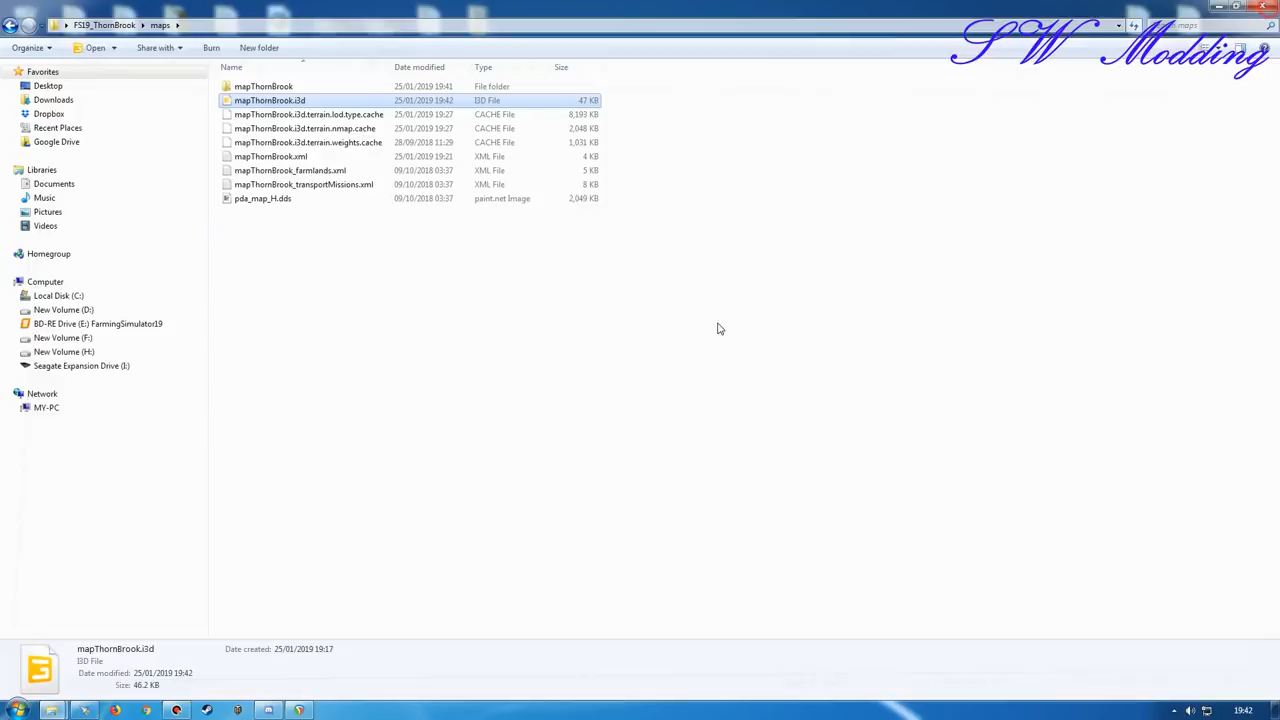 FS19_ThornBrook ▸ maps ▸
maps
SW Modding
Organize Open Share with Burn New folder
Name Date modified Type Size
Favorites
Desktop
Downloads
Dropbox
Recent Places
Google Drive
Libraries
Documents
Music
Pictures
Videos
Homegroup
Computer
Local Disk (C:)
New Volume (D:)
BD-RE Drive (E:) FarmingSimulator19
New Volume (F:)
New Volume (H:)
Seagate Expansion Drive (I:)
Network
MY-PC
mapThornBrook 25/01/2019 19:41 File folder
mapThornBrook.i3d 25/01/2019 19:42 I3D File 47 KB
mapThornBrook.i3d.terrain.lod.type.cache 25/01/2019 19:27 CACHE File 8,193 KB
mapThornBrook.i3d.terrain.nmap.cache 25/01/2019 19:27 CACHE File 2,048 KB
mapThornBrook.i3d.terrain.weights.cache 28/09/2018 11:29 CACHE File 1,031 KB
mapThornBrook.xml 25/01/2019 19:21 XML File 4 KB
mapThornBrook_farmlands.xml 09/10/2018 03:37 XML File 5 KB
mapThornBrook_transportMissions.xml 09/10/2018 03:37 XML File 8 KB
pda_map_H.dds 09/10/2018 03:37 paint.net Image 2,049 KB
mapThornBrook.i3d Date created: 25/01/2019 19:17
I3D File
Date modified: 25/01/2019 19:42
Size: 46.2 KB
19:42